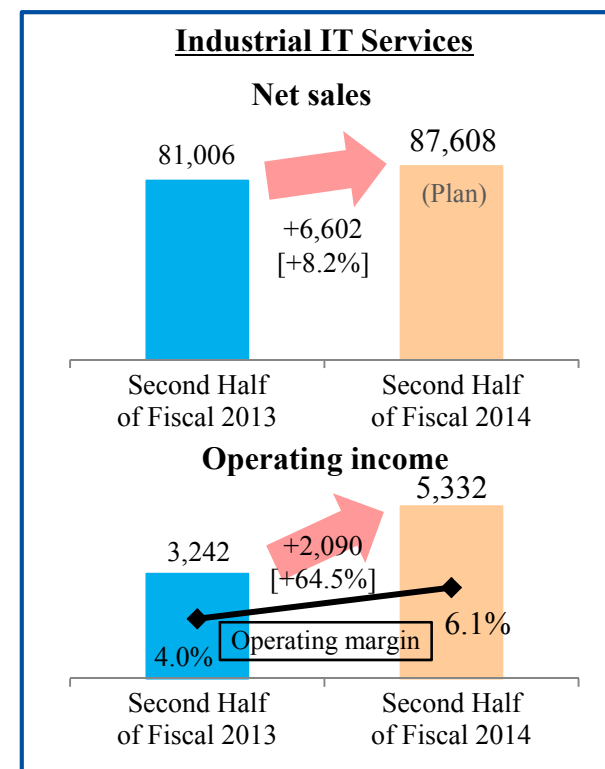 Industrial IT Services
Net sales
81,006
87,608
(Plan)
+6,602
[+8.2%]
Second Half
of Fiscal 2013
Second Half
of Fiscal 2014
Operating income
5,332
3,242
+2,090
[+64.5%]
6.1%
Operating margin
4.0%
Second Half
of Fiscal 2013
Second Half
of Fiscal 2014